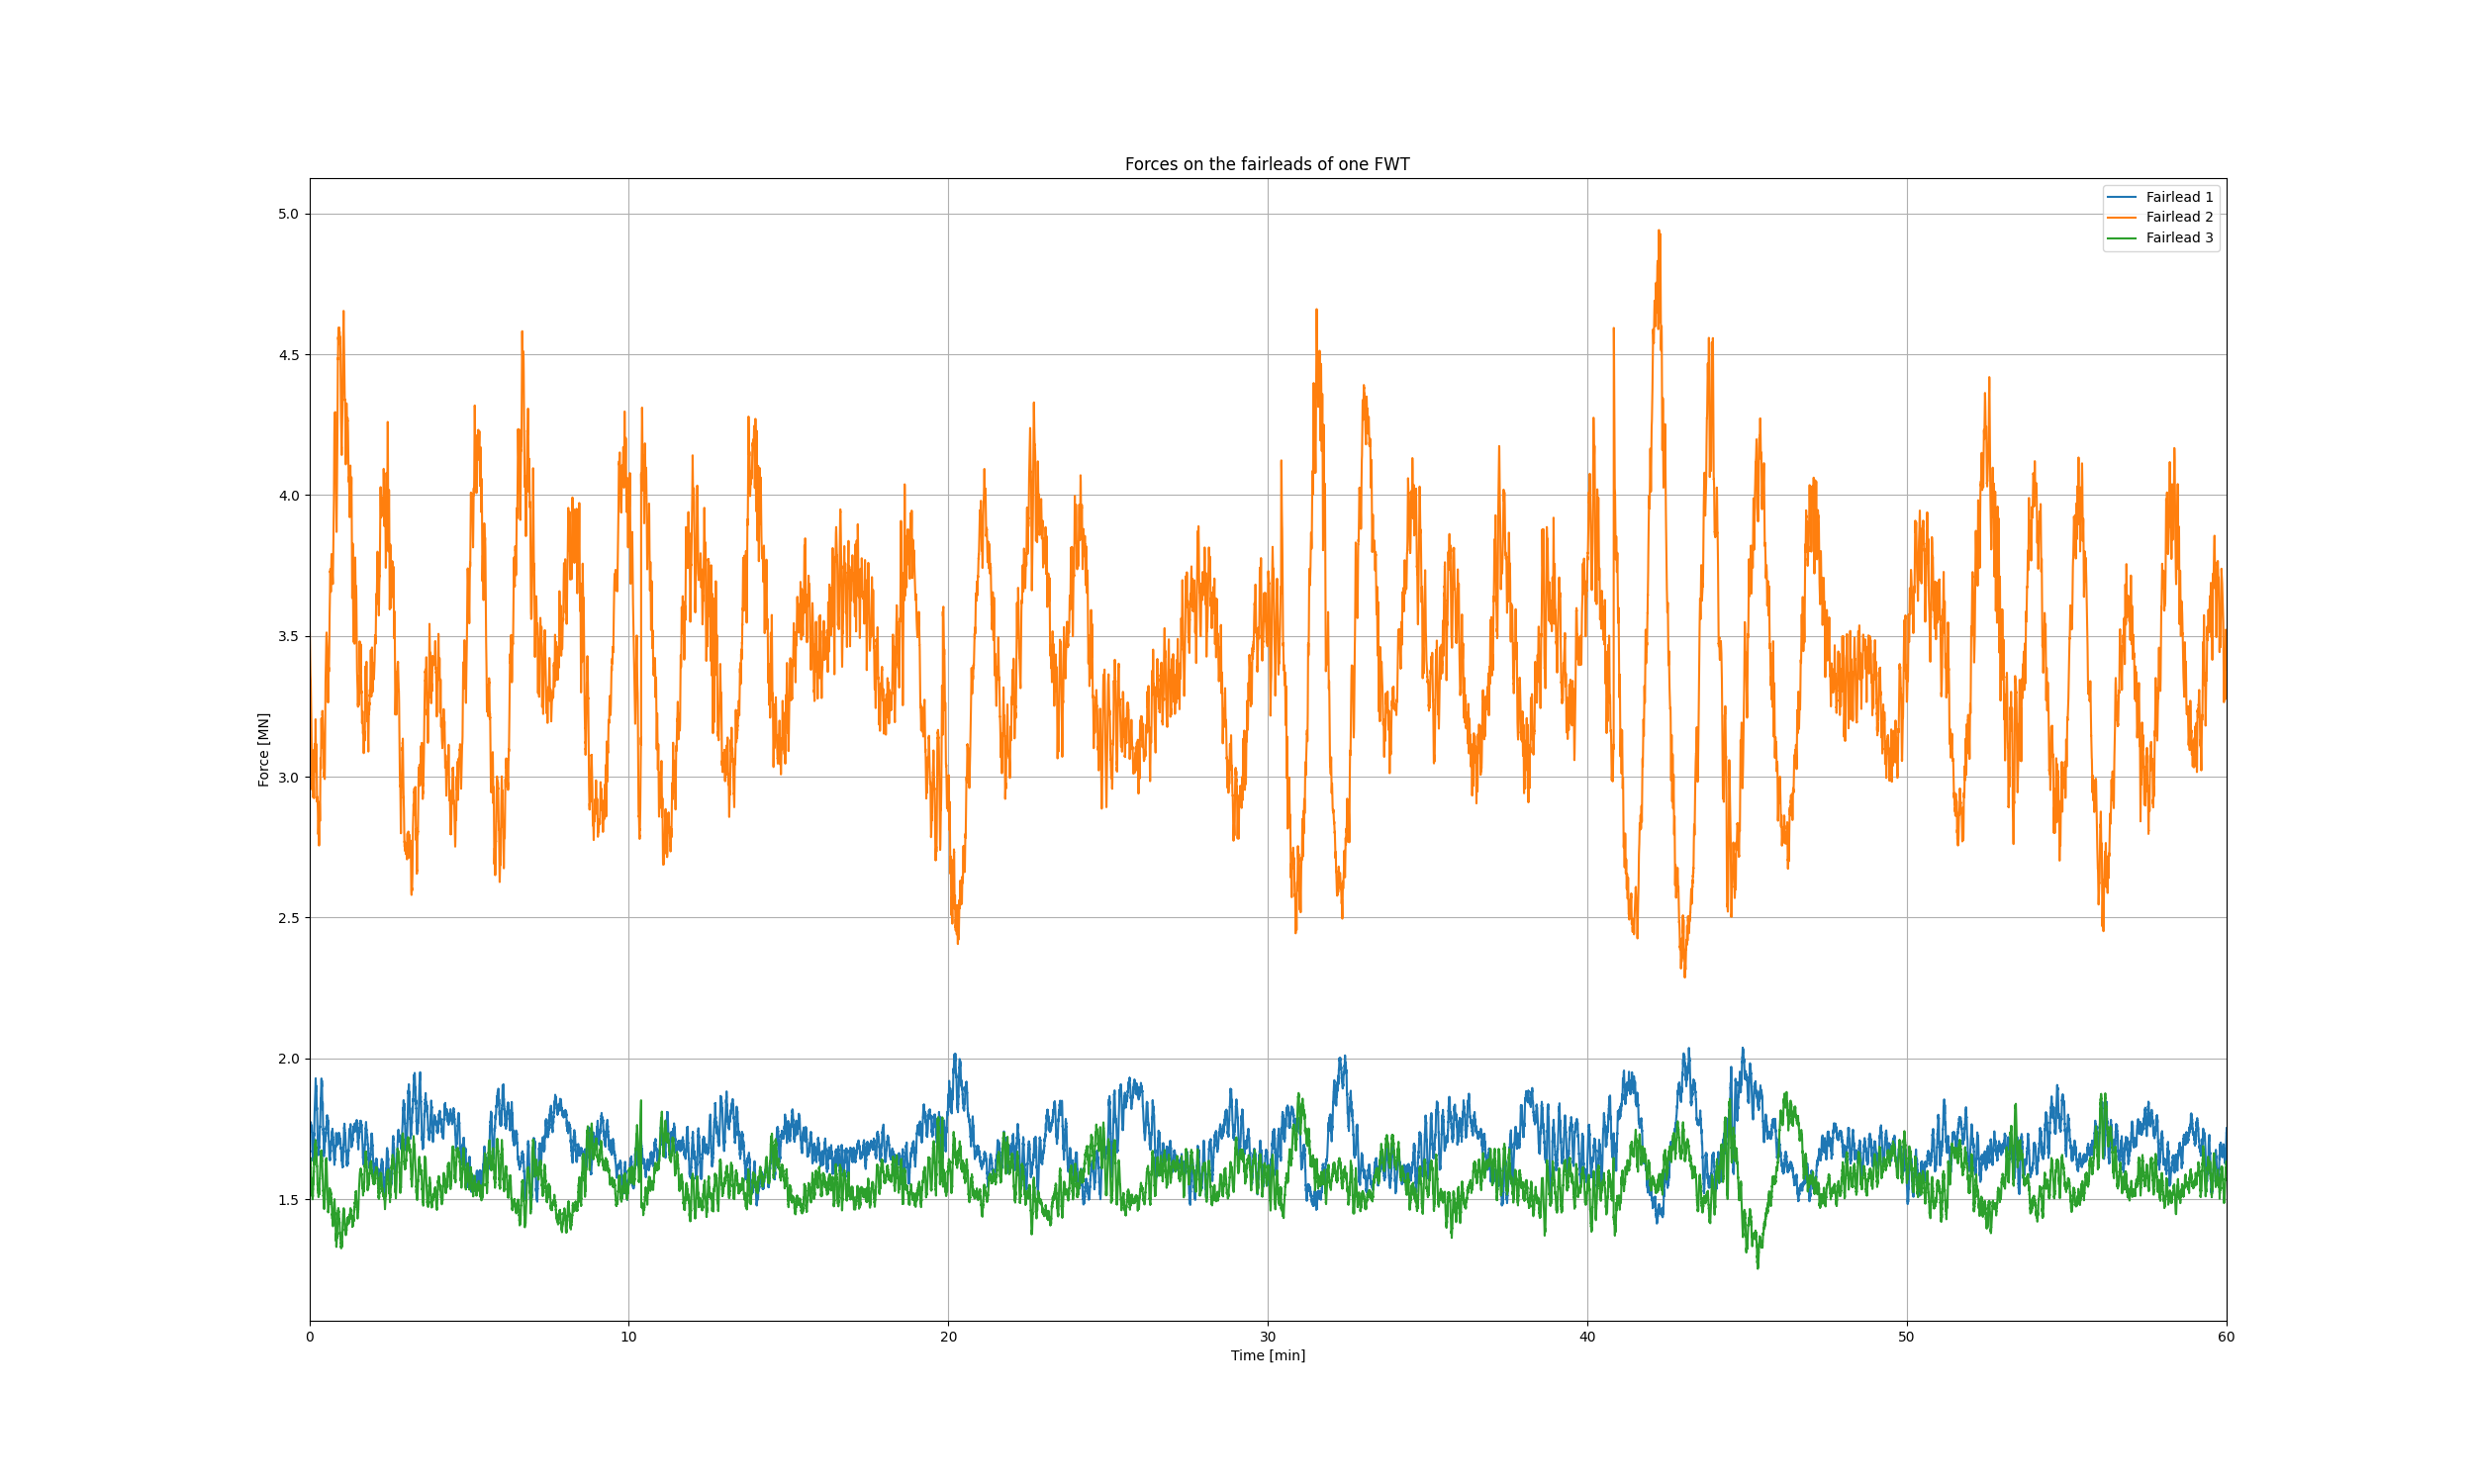 Forces on the fairleads of one FWT
Fairlead 1
Fairlead 2
Fairlead 3
5.0
4.5
4.0
3.5
3.0
2.5
2.0
1.5
Force [MN]
0 10 20 30 40 50 60
Time [min]